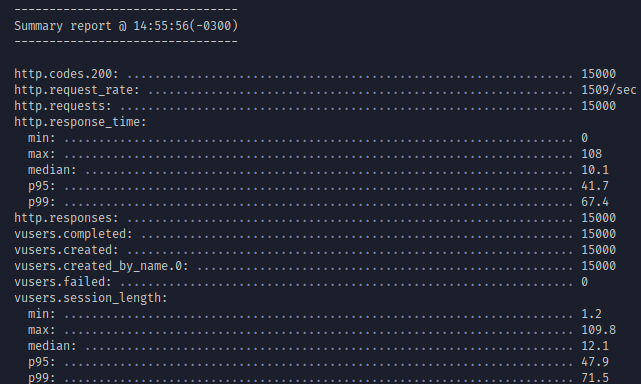 --------------------------------
Summary report @ 14:55:56(-0300)
--------------------------------
http.codes.200: ................................................................ 15000
http.request_rate: ............................................................. 1509/sec
http.requests: ................................................................. 15000
http.response_time:
min: ......................................................................... 0
max: ......................................................................... 108
median: ...................................................................... 10.1
p95: ......................................................................... 41.7
p99: ......................................................................... 67.4
http.responses: ................................................................ 15000
vusers.completed: .............................................................. 15000
vusers.created: ................................................................ 15000
vusers.created_by_name.0: ...................................................... 15000
vusers.failed: ................................................................. 0
vusers.session_length:
min: ......................................................................... 1.2
max: ......................................................................... 109.8
median: ...................................................................... 12.1
p95: ......................................................................... 47.9
p99: ......................................................................... 71.5